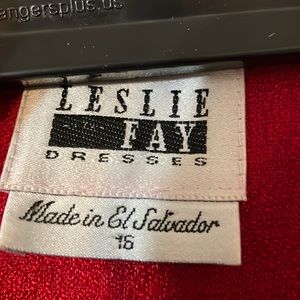 angersplus.us
LESLIE
FAY
DRESSES
Made in El Salvador
16